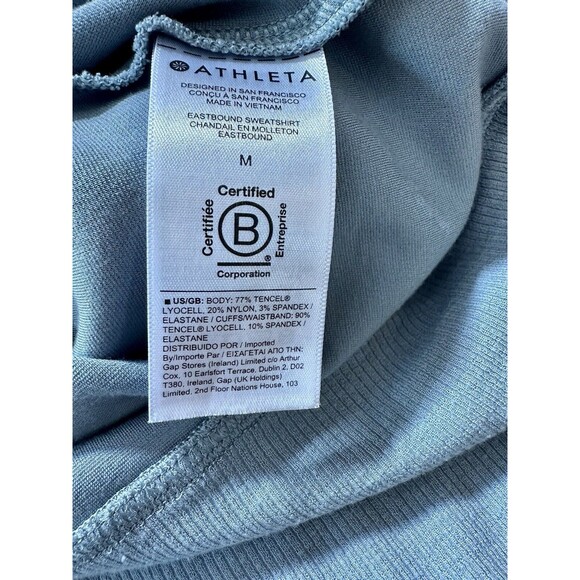 ATHLETA
DESIGNED IN SAN FRANCISCO
CONÇU À SAN FRANCISCO
MADE IN VIETNAM
EASTBOUND SWEATSHIRT
CHANDAIL EN MOLLETON
EASTBOUND
M
Certified
Certifiée
B
®
Entreprise
Corporation
■ US/GB: BODY: 77% TENCEL®
LYOCELL, 20% NYLON, 3% SPANDEX /
ELASTANE / CUFFS/WAISTBAND: 90%
TENCEL® LYOCELL, 10% SPANDEX /
ELASTANE
DISTRIBUIDO POR / Imported
By/Importe Par / ΕΙΣΑΓΕΤΑΙ ΑΠΟ ΤΗΝ:
Gap Stores (Ireland) Limited c/o Arthur
Cox. 10 Earlsfort Terrace. Dublin 2. D02
T380, Ireland, Gap (UK Holdings)
Limited. 2nd Floor Nations House, 103